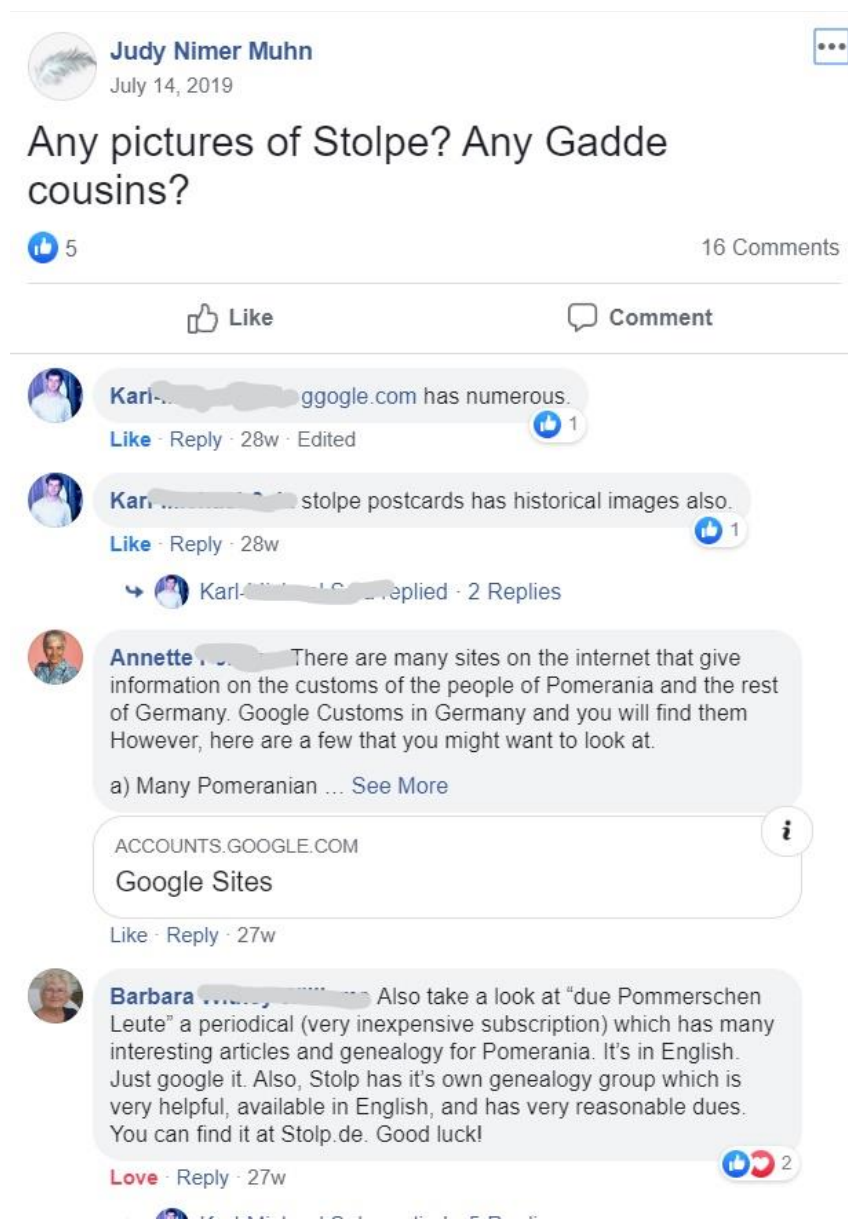 Judy Nimer Muhn
July 14, 2019
Any pictures of Stolpe? Any Gadde
cousins?
5
16 Comments
Like
Comment
Karl- ggogle.com has numerous.
1
Like · Reply · 28w · Edited
stolpe postcards has historical images also.
1
Like · Reply · 28w
Karl- replied · 2 Replies
Annette There are many sites on the internet that give
information on the customs of the people of Pomerania and the rest
of Germany. Google Customs in Germany and you will find them
However, here are a few that you might want to look at.
a) Many Pomeranian ... See More
ACCOUNTS.GOOGLE.COM
Google Sites
Like · Reply · 27w
Barbara Also take a look at “due Pommerschen
Leute” a periodical (very inexpensive subscription) which has many
interesting articles and genealogy for Pomerania. It’s in English.
Just google it. Also, Stolp has it’s own genealogy group which is
very helpful, available in English, and has very reasonable dues.
You can find it at Stolp.de. Good luck!
2
Love · Reply · 27w